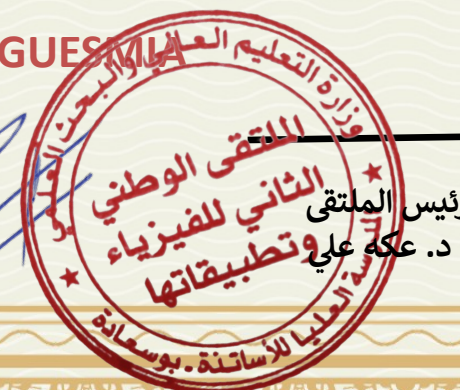 GUESMIA
وزارة التعليم العالي والبحث العلمي
الملتقى الوطني
الثاني للفيزياء
وتطبيقاتها
المدرسة العليا للأساتذة - بوسعادة
رئيس الملتقى
د. عكه علي